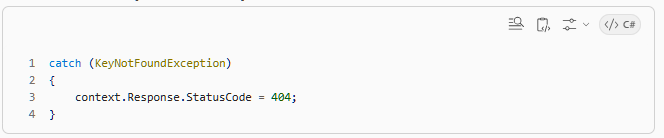 </> C#
1 catch (KeyNotFoundException)
2 {
3     context.Response.StatusCode = 404;
4 }